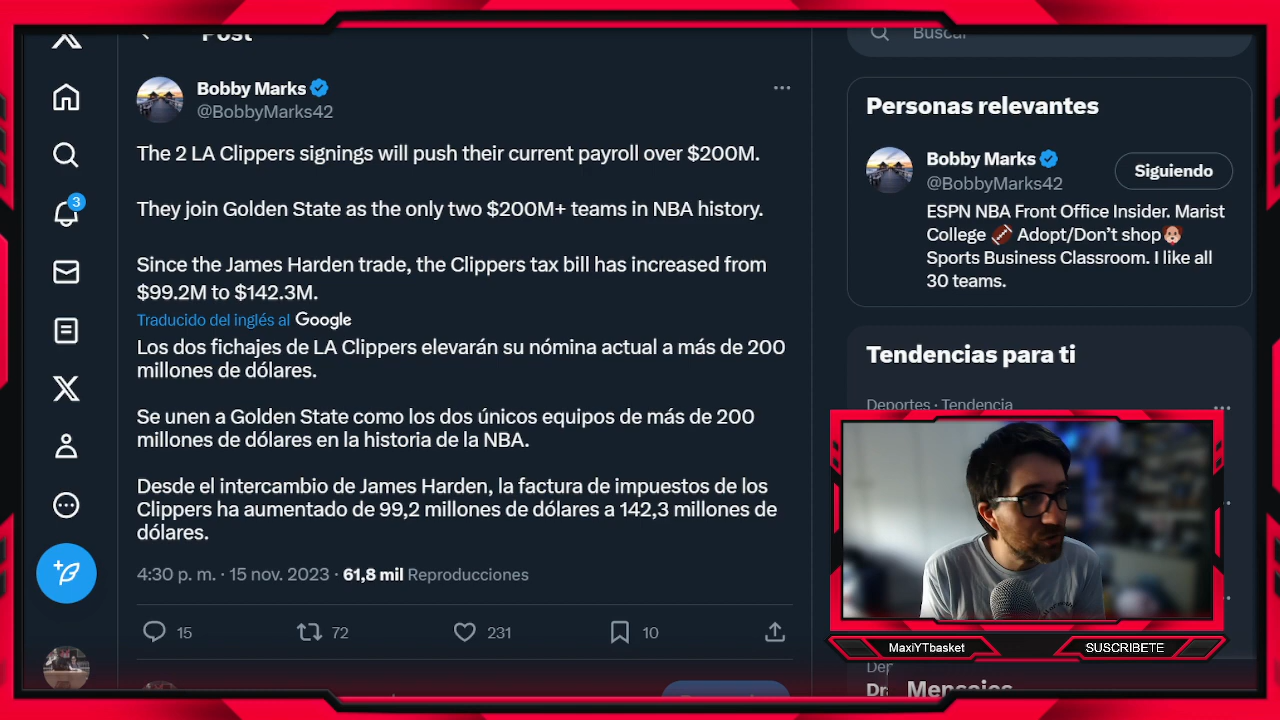 Post
Bobby Marks
@BobbyMarks42
The 2 LA Clippers signings will push their current payroll over $200M.
They join Golden State as the only two $200M+ teams in NBA history.
Since the James Harden trade, the Clippers tax bill has increased from
$99.2M to $142.3M.
Traducido del inglés al Google
Los dos fichajes de LA Clippers elevarán su nómina actual a más de 200
millones de dólares.
Se unen a Golden State como los dos únicos equipos de más de 200
millones de dólares en la historia de la NBA.
Desde el intercambio de James Harden, la factura de impuestos de los
Clippers ha aumentado de 99,2 millones de dólares a 142,3 millones de
dólares.
4:30 p. m. · 15 nov. 2023 · 61,8 mil Reproducciones
15 72 231 10
3
Buscar
Personas relevantes
Bobby Marks
@BobbyMarks42
Siguiendo
ESPN NBA Front Office Insider. Marist
College 🏈 Adopt/Don’t shop🐶
Sports Business Classroom. I like all
30 teams.
Tendencias para ti
Deportes · Tendencia
MaxiYTbasket
SUSCRIBETE
Mensajes